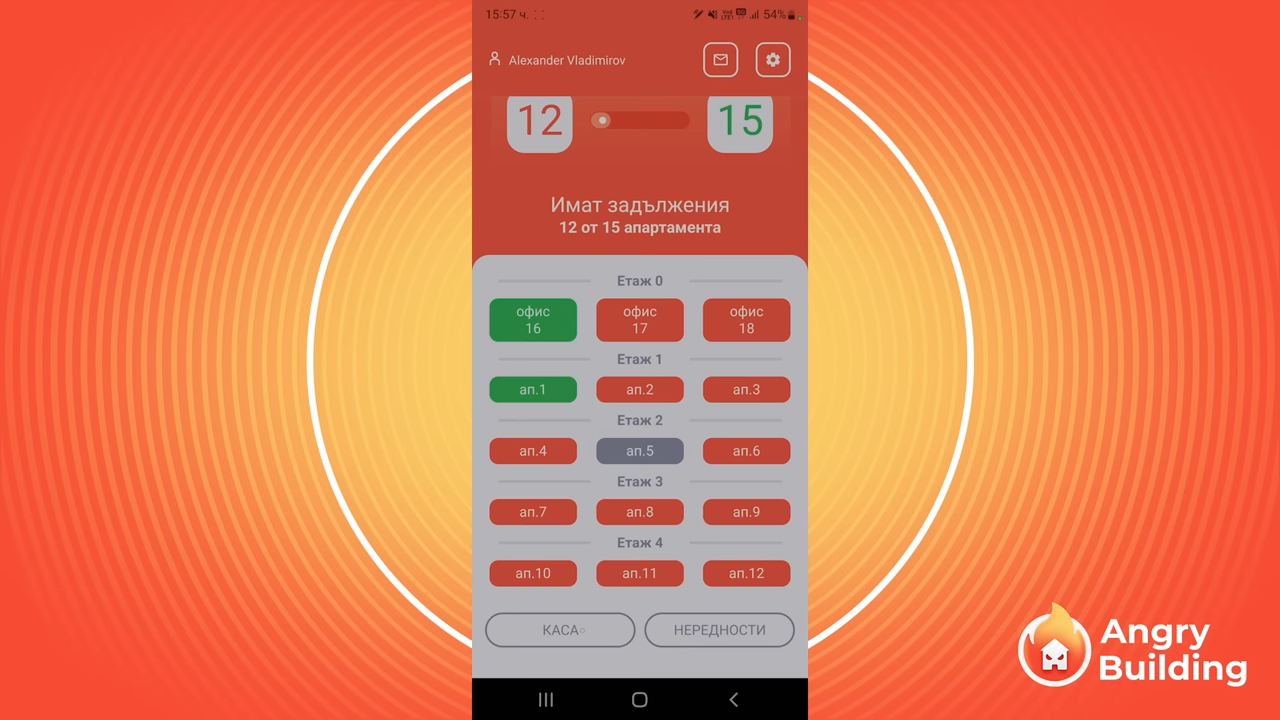 15:57 ч.
54%
Alexander Vladimirov
12
15
Имат задължения
12 от 15 апартамента
Етаж 0
офис
16
офис
17
офис
18
Етаж 1
ап.1
ап.2
ап.3
Етаж 2
ап.4
ап.5
ап.6
Етаж 3
ап.7
ап.8
ап.9
Етаж 4
ап.10
ап.11
ап.12
КАСА
НЕРЕДНОСТИ
Angry
Building